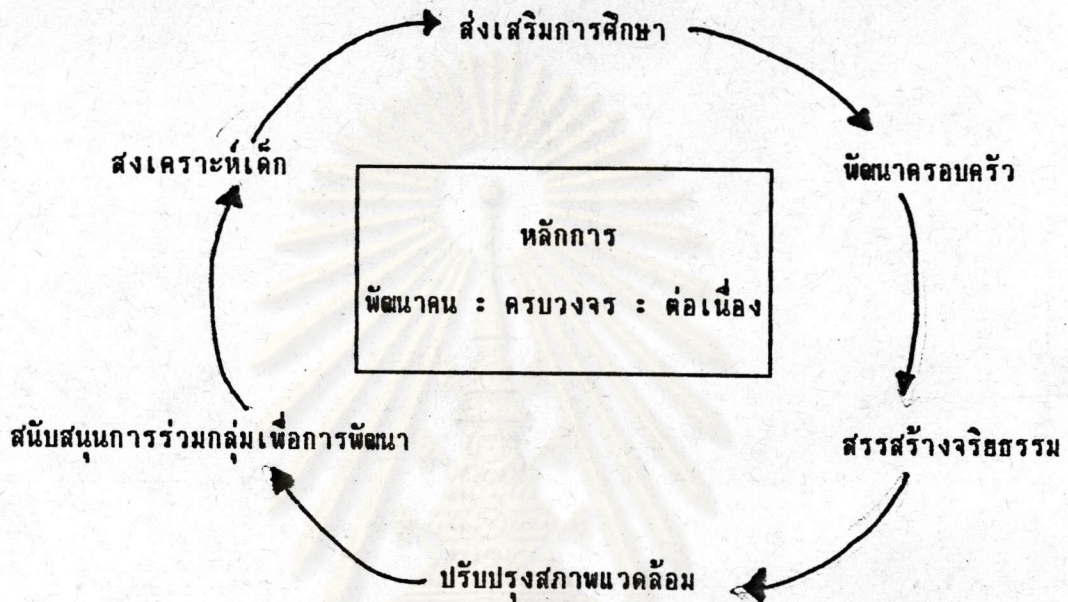 ส่งเสริมการศึกษา
สงเคราะห์เด็ก
พัฒนาครอบครัว
หลักการ
พัฒนาคน : ครบวงจร : ต่อเนื่อง
สนับสนุนการร่วมกลุ่มเพื่อการพัฒนา
สรรสร้างจริยธรรม
ปรับปรุงสภาพแวดล้อม